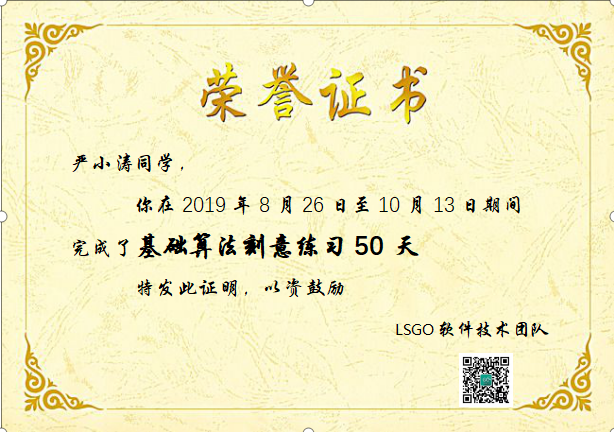 荣誉证书
严小涛同学，
你在 2019 年 8 月 26 日至 10 月 13 日期间
完成了基础算法刻意练习 50 天
特发此证明，以资鼓励
LSGO 软件技术团队